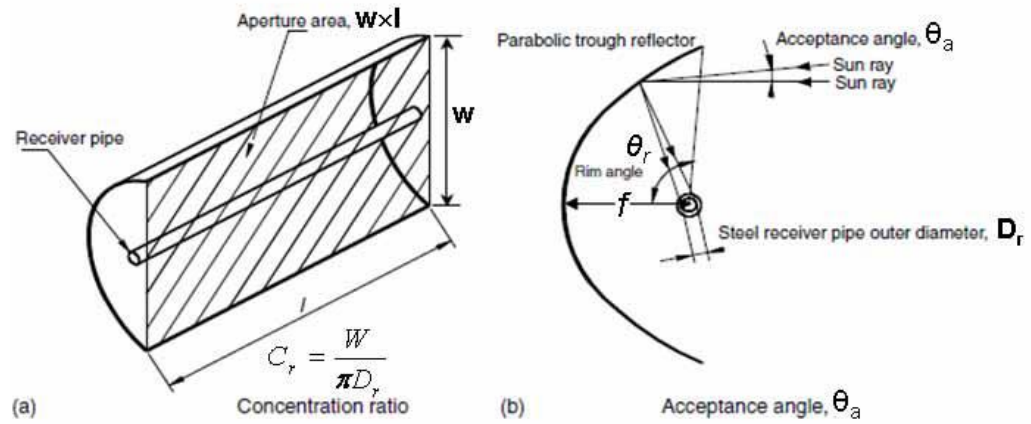 Aperture area, w×l
Receiver pipe
w
l
C_r = W / πD_r
(a) Concentration ratio
Parabolic trough reflector
Acceptance angle, θ_a
Sun ray
Sun ray
θ_r
Rim angle
f
Steel receiver pipe outer diameter, D_r
(b) Acceptance angle, θ_a